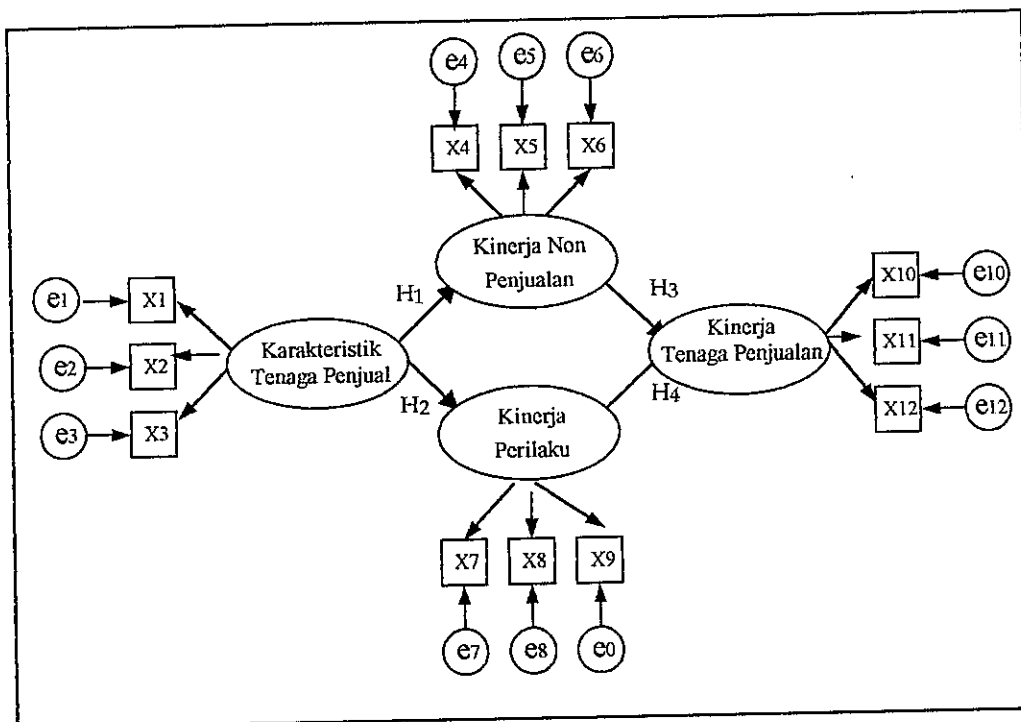 e4
e5
e6
X4
X5
X6
Kinerja Non
Penjualan
H1
H3
e1
X1
e2
X2
e3
X3
Karakteristik
Tenaga Penjual
Kinerja
Tenaga Penjualan
X10
e10
X11
e11
X12
e12
H2
H4
Kinerja
Perilaku
X7
X8
X9
e7
e8
e0